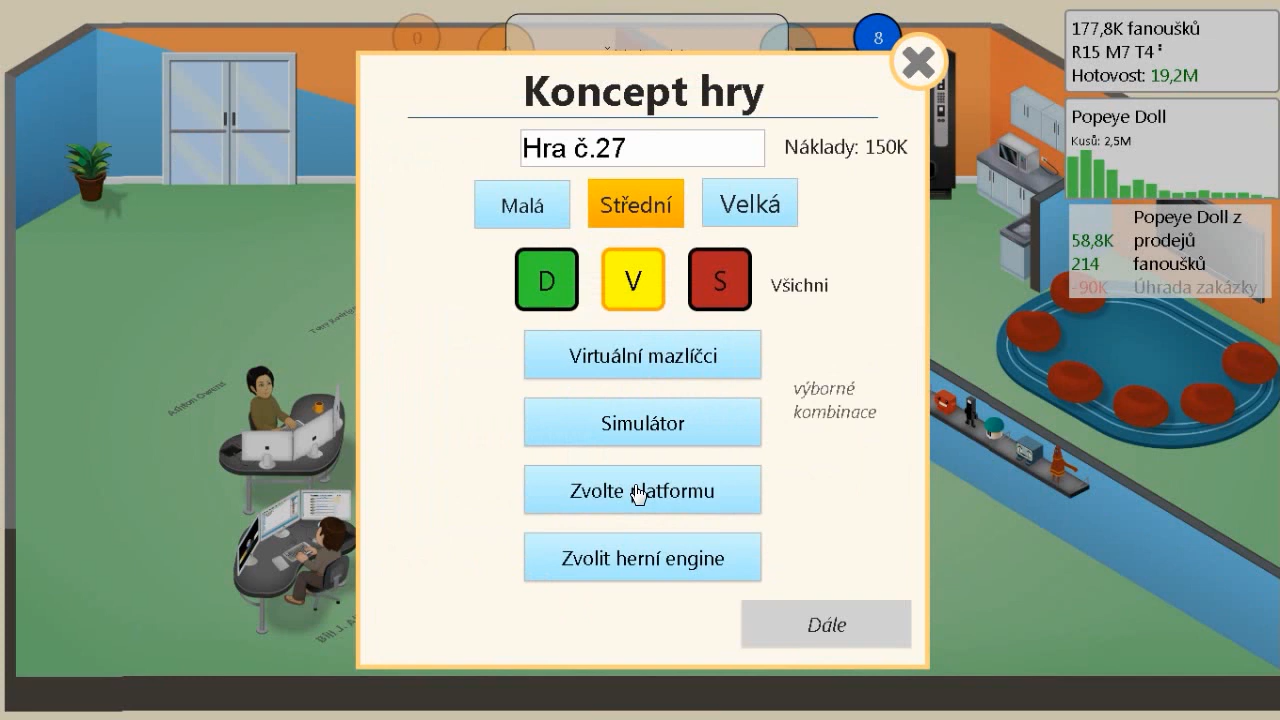 0
8
177,8K fanoušků
R15 M7 T4
Hotovost: 19,2M
Koncept hry
Hra č.27
Náklady: 150K
Popeye Doll
Kusů: 2,5M
Malá
Střední
Velká
D
V
S
Všichni
Popeye Doll z
58,8K prodejů
214 fanoušků
-90K Úhrada zakázky
Virtuální mazlíčci
výborné
kombinace
Simulátor
Zvolte platformu
Zvolit herní engine
Dále
Ashton Owens